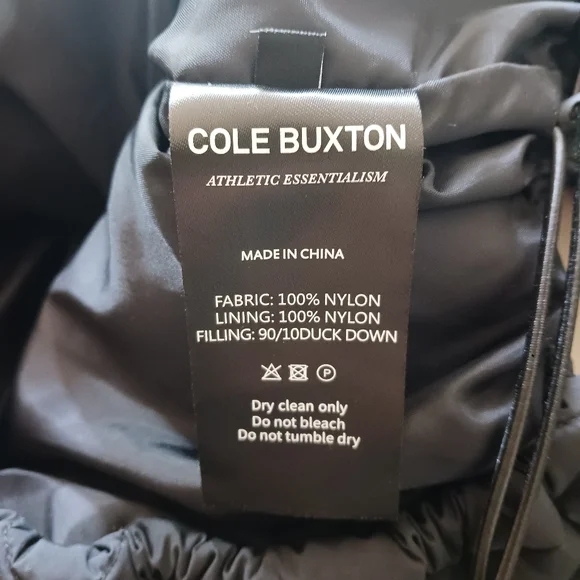 COLE BUXTON
ATHLETIC ESSENTIALISM
MADE IN CHINA
FABRIC: 100% NYLON
LINING: 100% NYLON
FILLING: 90/10DUCK DOWN
P
Dry clean only
Do not bleach
Do not tumble dry